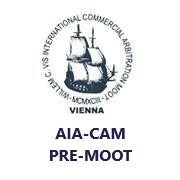 WILLEM C. VIS INTERNATIONAL COMMERCIAL ARBITRATION MOOT
MCMXCIII
VIENNA
AIA-CAM
PRE-MOOT